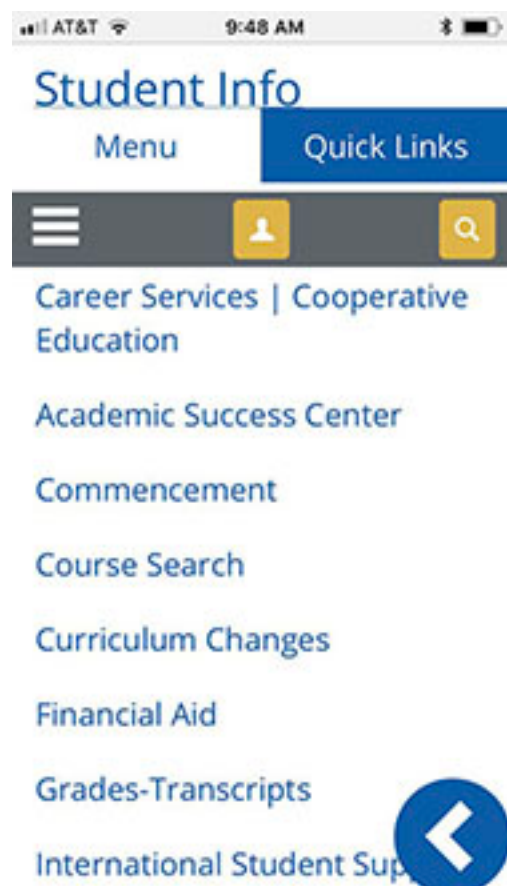 AT&T 9:48 AM
Student Info
Menu Quick Links
Career Services | Cooperative
Education
Academic Success Center
Commencement
Course Search
Curriculum Changes
Financial Aid
Grades-Transcripts
International Student